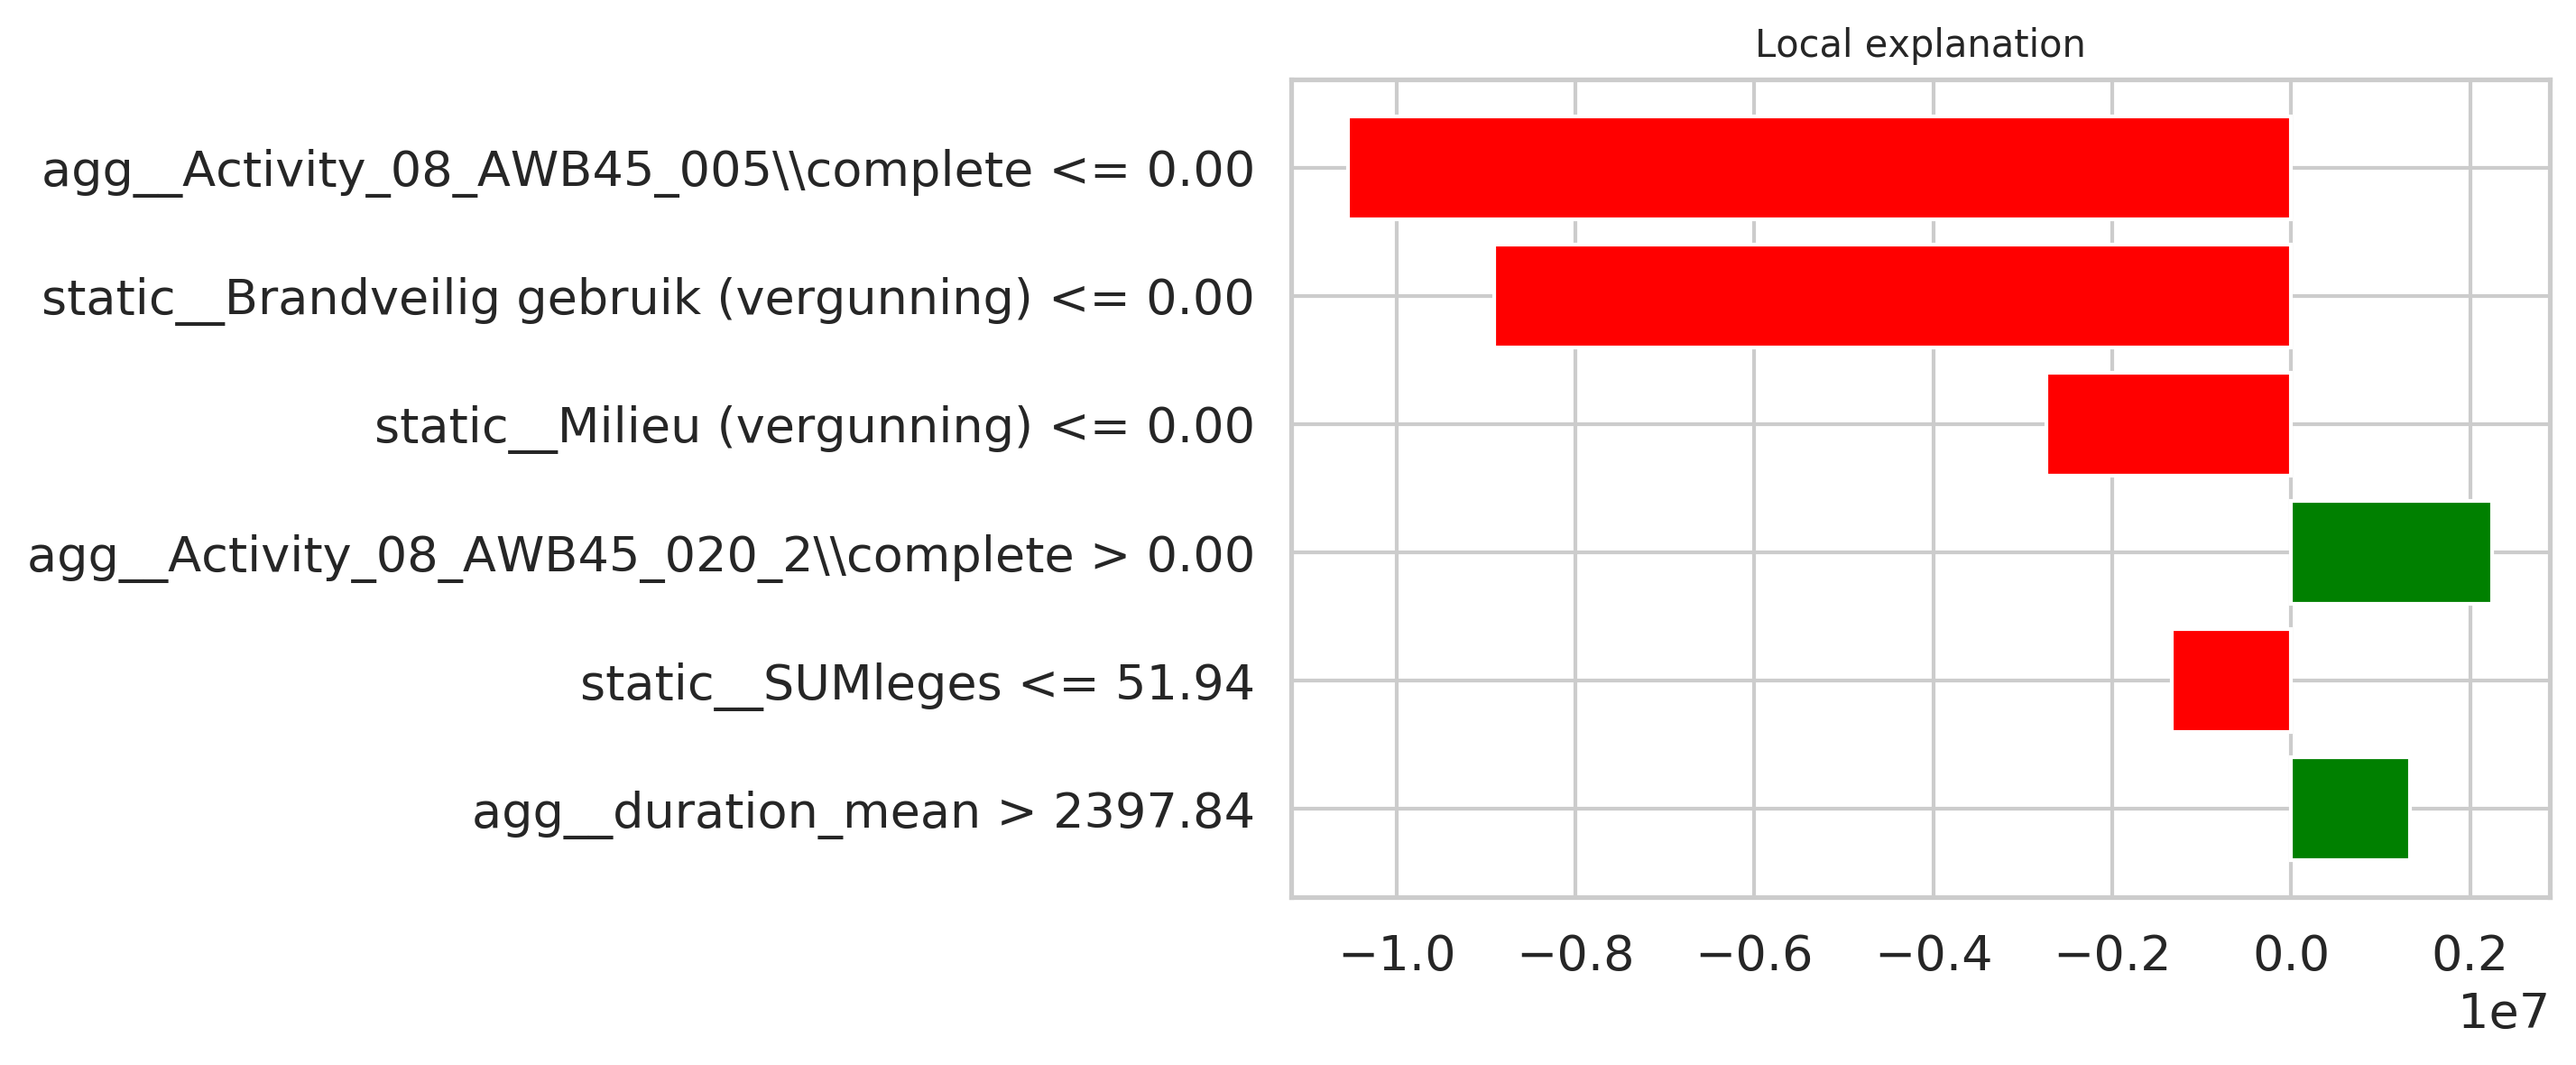 Local explanation
agg__Activity_08_AWB45_005\\complete <= 0.00
static__Brandveilig gebruik (vergunning) <= 0.00
static__Milieu (vergunning) <= 0.00
agg__Activity_08_AWB45_020_2\\complete > 0.00
static__SUMleges <= 51.94
agg__duration_mean > 2397.84
−1.0 −0.8 −0.6 −0.4 −0.2 0.0 0.2
1e7